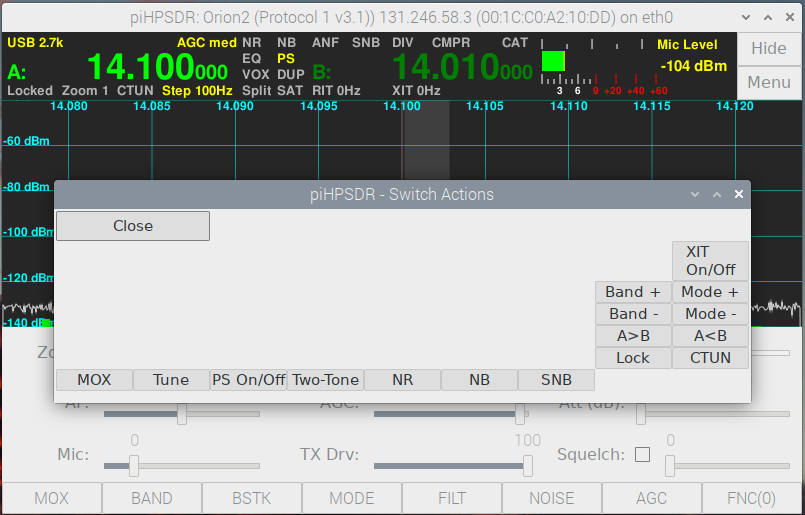 piHPSDR: Orion2 (Protocol 1 v3.1)) 131.246.58.3 (00:1C:C0:A2:10:DD) on eth0
USB 2.7k AGC med NR NB ANF SNB DIV CMPR CAT Mic Level Hide
A: 14.100000 EQ PS B: 14.010000 -104 dBm
VOX DUP Menu
Locked Zoom 1 CTUN Step 100Hz Split SAT RIT 0Hz XIT 0Hz 3 6 9 +20 +40 +60
14.080 14.085 14.090 14.095 14.100 14.105 14.110 14.115 14.120
-60 dBm
-80 dBm
piHPSDR - Switch Actions
Close
-100 dBm
XIT
On/Off
-120 dBm
Band + Mode +
Band - Mode -
-140 dBm
A>B A<B
Lock CTUN
MOX Tune PS On/Off Two-Tone NR NB SNB
AF: AGC: Att (dB):
0 100 0
Mic: TX Drv: Squelch:
MOX BAND BSTK MODE FILT NOISE AGC FNC(0)